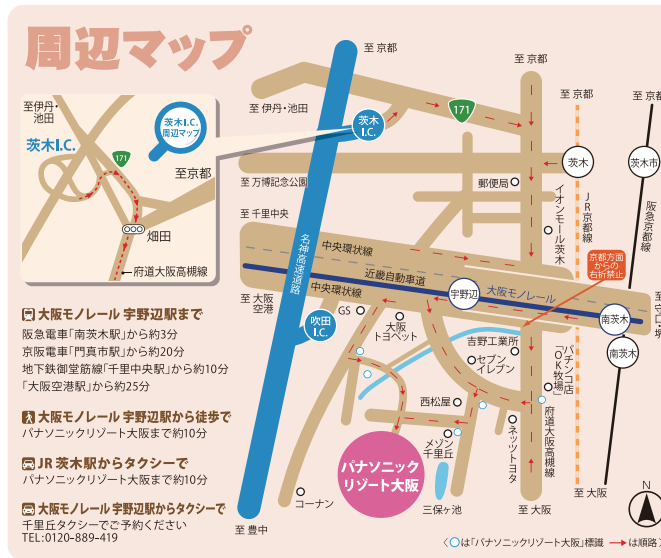 周辺マップ
至伊丹・
池田
茨木I.C.
茨木I.C.
周辺マップ
171
至京都
畑田
府道大阪高槻線
大阪モノレール 宇野辺駅まで
阪急電車「南茨木駅」から約3分
京阪電車「門真市駅」から約20分
地下鉄御堂筋線「千里中央駅」から約10分
「大阪空港駅」から約25分
大阪モノレール 宇野辺駅から徒歩で
パナソニックリゾート大阪まで約10分
JR 茨木駅からタクシーで
パナソニックリゾート大阪まで約10分
大阪モノレール 宇野辺駅からタクシーで
千里丘タクシーでご予約ください
TEL:0120-889-419
至 京都
至 京都
至 京都
至 京都
至 伊丹・池田
171
茨木
I.C.
茨木
茨木市
至 万博記念公園
郵便局
イオンモール茨木
JR京都線
阪急京都線
至 千里中央
名神高速道路
中央環状線
近畿自動車道
中央環状線
大阪モノレール
京都方面
からの
右折禁止
宇野辺
南茨木
南茨木
至 大阪
空港
吹田
I.C.
GS
大阪
トヨペット
吉野工業所
セブン
イレブン
パチンコ店
「OK牧場」
西松屋
メゾン
千里丘
ネッツトヨタ
府道大阪高槻線
パナソニック
リゾート大阪
コーナン
三保ヶ池
至 豊中
至 大阪
至 大阪
N
〈○は「パナソニックリゾート大阪」標識 →は順路〉